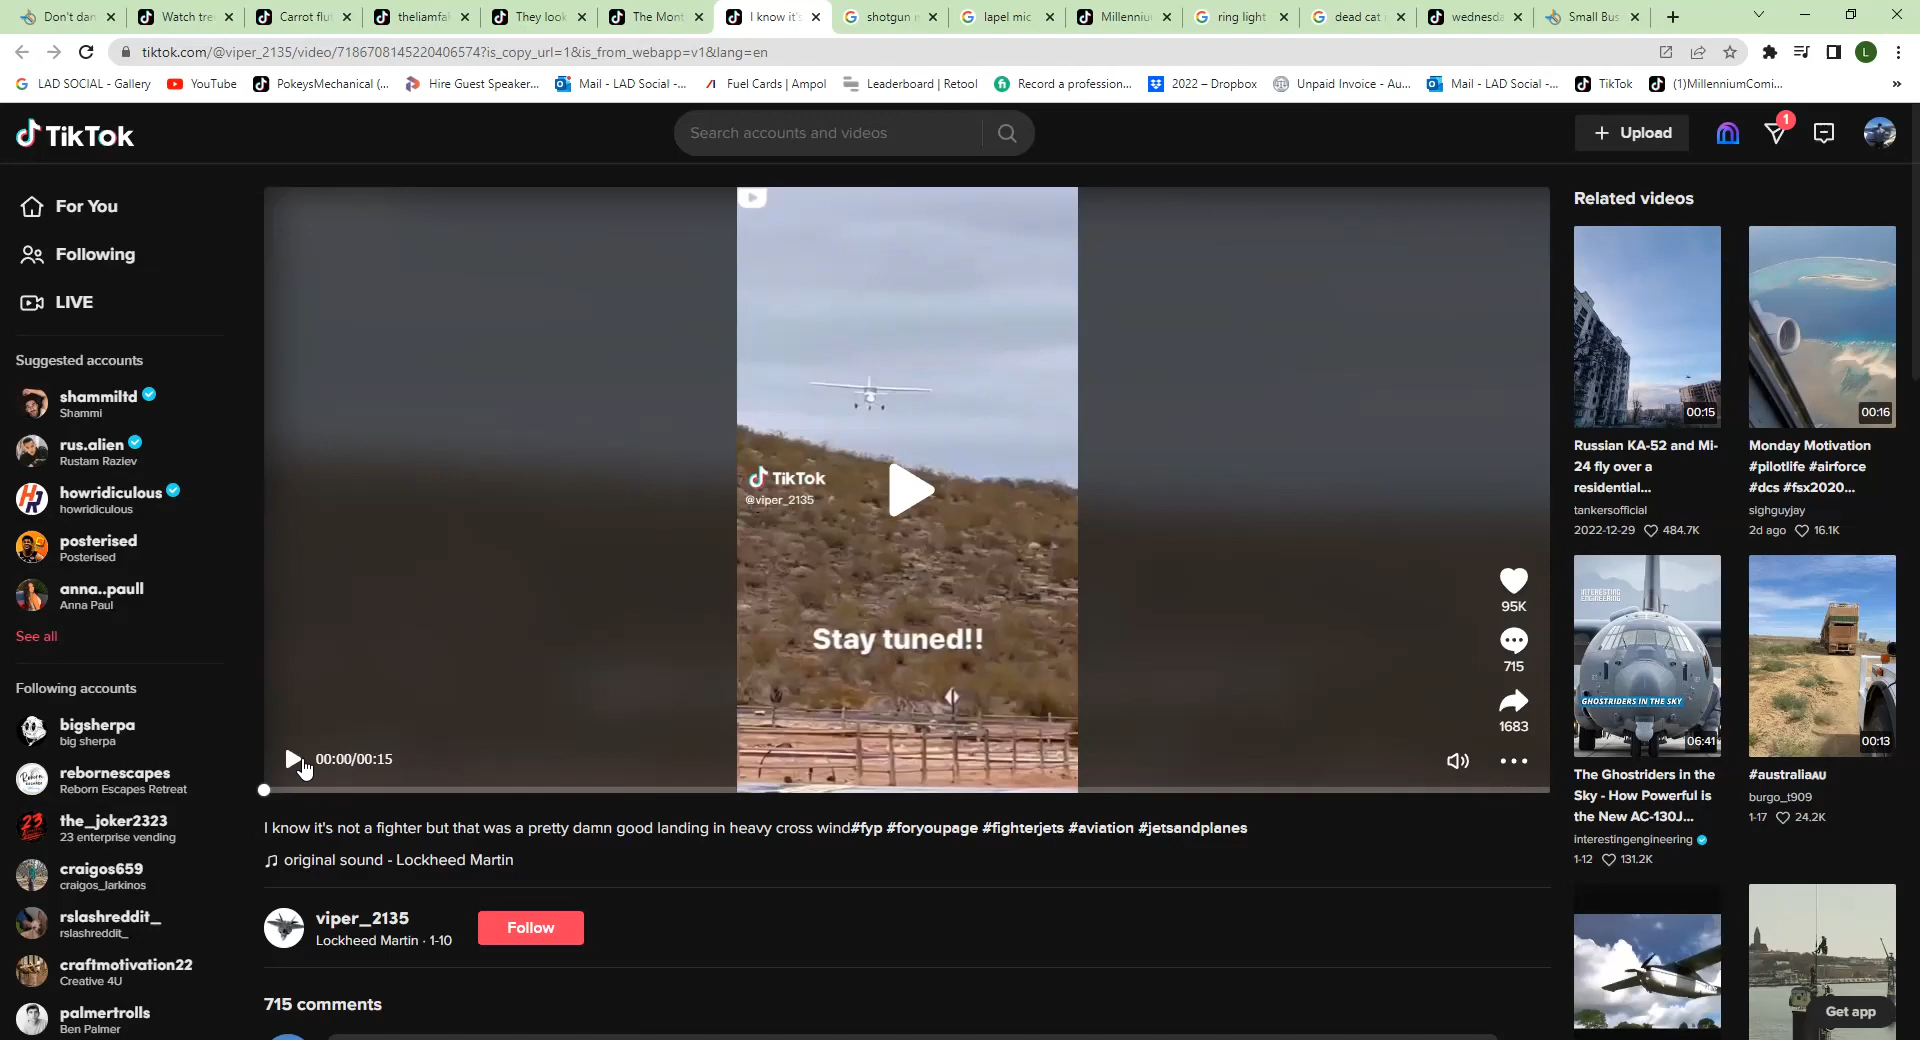 Don't dan
Watch tre
Carrot flut
theliamfal
They look
The Mont
I know it's
shotgun m
lapel mic
Millenniu
ring light
dead cat
wednesda
Small Bus
tiktok.com/@viper_2135/video/7186708145220406574?is_copy_url=1&is_from_webapp=v1&lang=en
L
LAD SOCIAL - Gallery
YouTube
PokeysMechanical (...
Hire Guest Speaker...
Mail - LAD Social -...
Fuel Cards | Ampol
Leaderboard | Retool
Record a profession...
2022 – Dropbox
Unpaid Invoice - Au...
Mail - LAD Social -...
TikTok
(1)MillenniumComi...
»
TikTok
Search accounts and videos
+ Upload
1
For You
Following
LIVE
Suggested accounts
shammiltd
Shammi
rus.alien
Rustam Raziev
howridiculous
howridiculous
posterised
Posterised
anna..paull
Anna Paul
See all
Following accounts
bigsherpa
big sherpa
rebornescapes
Reborn Escapes Retreat
the_joker2323
23 enterprise vending
craigos659
craigos_larkinos
rslashreddit_
rslashreddit_
craftmotivation22
Creative 4U
palmertrolls
Ben Palmer
TikTok
@viper_2135
Stay tuned!!
95K
715
1683
00:00/00:15
I know it's not a fighter but that was a pretty damn good landing in heavy cross wind#fyp #foryoupage #fighterjets #aviation #jetsandplanes
original sound - Lockheed Martin
viper_2135
Lockheed Martin · 1-10
Follow
715 comments
Related videos
00:15
Russian KA-52 and Mi-
24 fly over a
residential...
tankersofficial
2022-12-29 484.7K
00:16
Monday Motivation
#pilotlife #airforce
#dcs #fsx2020...
sighguyjay
2d ago 16.1K
INTERESTING
ENGINEERING
GHOSTRIDERS IN THE SKY
06:41
The Ghostriders in the
Sky - How Powerful is
the New AC-130J...
interestingengineering
1-12 131.2K
00:13
#australiaAU
burgo_t909
1-17 24.2K
Get app